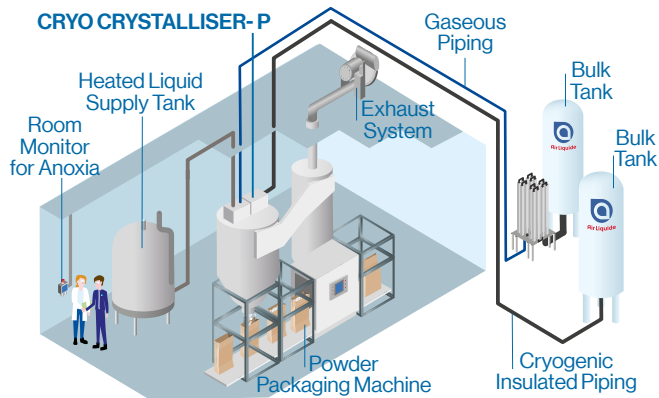 CRYO CRYSTALLISER- P
Gaseous
Piping
Heated Liquid
Supply Tank
Exhaust
System
Bulk
Tank
Room
Monitor
for Anoxia
Bulk
Tank
Air Liquide
Air Liquide
Powder
Packaging Machine
Cryogenic
Insulated Piping